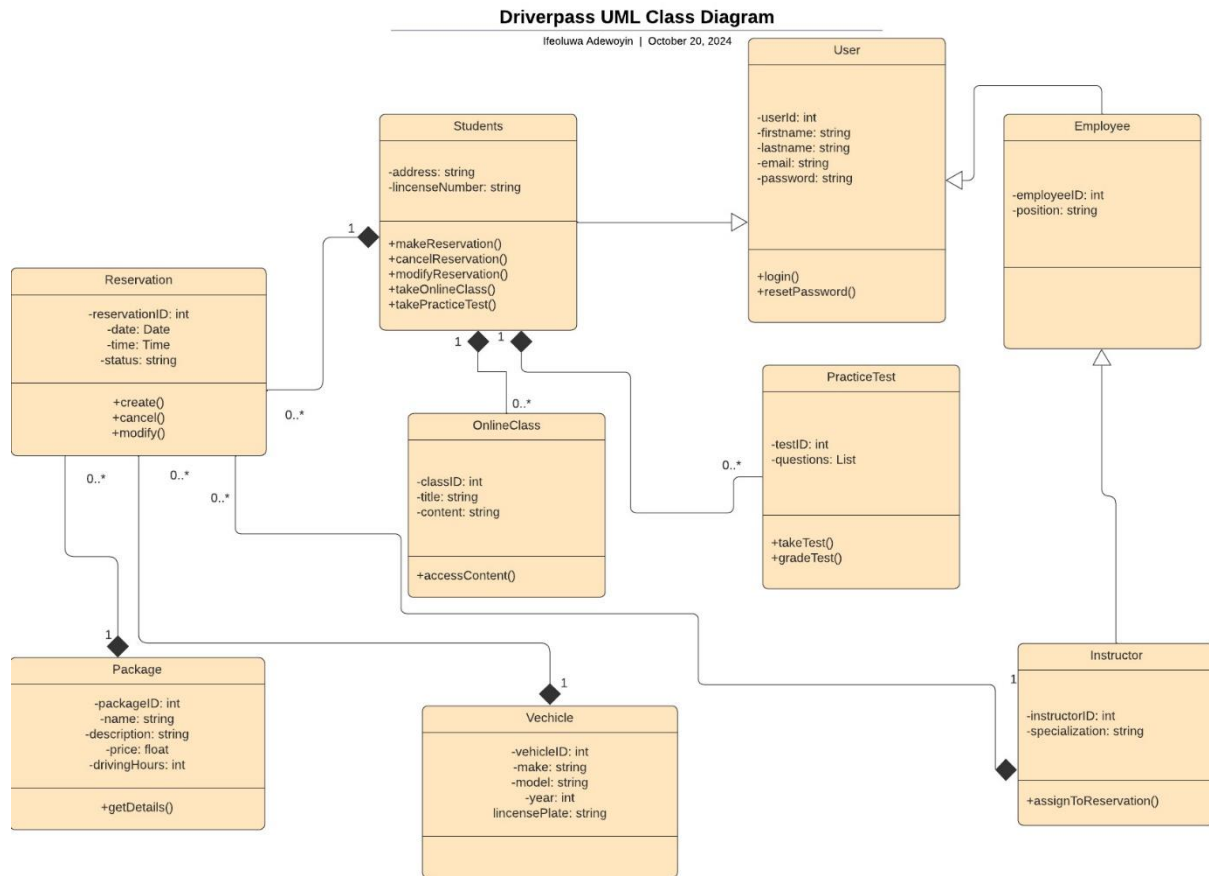 Driverpass UML Class Diagram
Ifeoluwa Adewoyin | October 20, 2024
User
-userId: int
-firstname: string
-lastname: string
-email: string
-password: string
+login()
+resetPassword()
Employee
-employeeID: int
-position: string
Students
-address: string
-lincenseNumber: string
+makeReservation()
+cancelReservation()
+modifyReservation()
+takeOnlineClass()
+takePracticeTest()
1
1
1
Reservation
-reservationID: int
-date: Date
-time: Time
-status: string
+create()
+cancel()
+modify()
0..*
0..*
0..*
0..*
0..*
OnlineClass
-classID: int
-title: string
-content: string
+accessContent()
0..*
PracticeTest
-testID: int
-questions: List
+takeTest()
+gradeTest()
1
Package
-packageID: int
-name: string
-description: string
-price: float
-drivingHours: int
+getDetails()
1
Vechicle
-vehicleID: int
-make: string
-model: string
-year: int
lincensePlate: string
1
Instructor
-instructorID: int
-specialization: string
+assignToReservation()